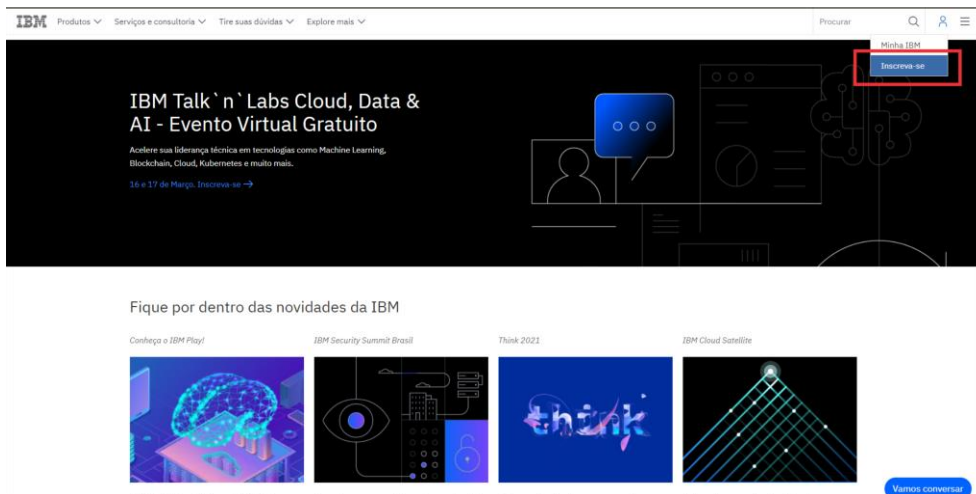 IBM Produtos Serviços e consultoria Tire suas dúvidas Explore mais Procurar
Minha IBM
Inscreva-se
IBM Talk`n`Labs Cloud, Data &
AI - Evento Virtual Gratuito
Acelere sua liderança técnica em tecnologias como Machine Learning,
Blockchain, Cloud, Kubernetes e muito mais.
16 e 17 de Março. Inscreva-se →
Fique por dentro das novidades da IBM
Conheça o IBM Play!
IBM Security Summit Brasil
Think 2021
IBM Cloud Satellite
think
Vamos conversar